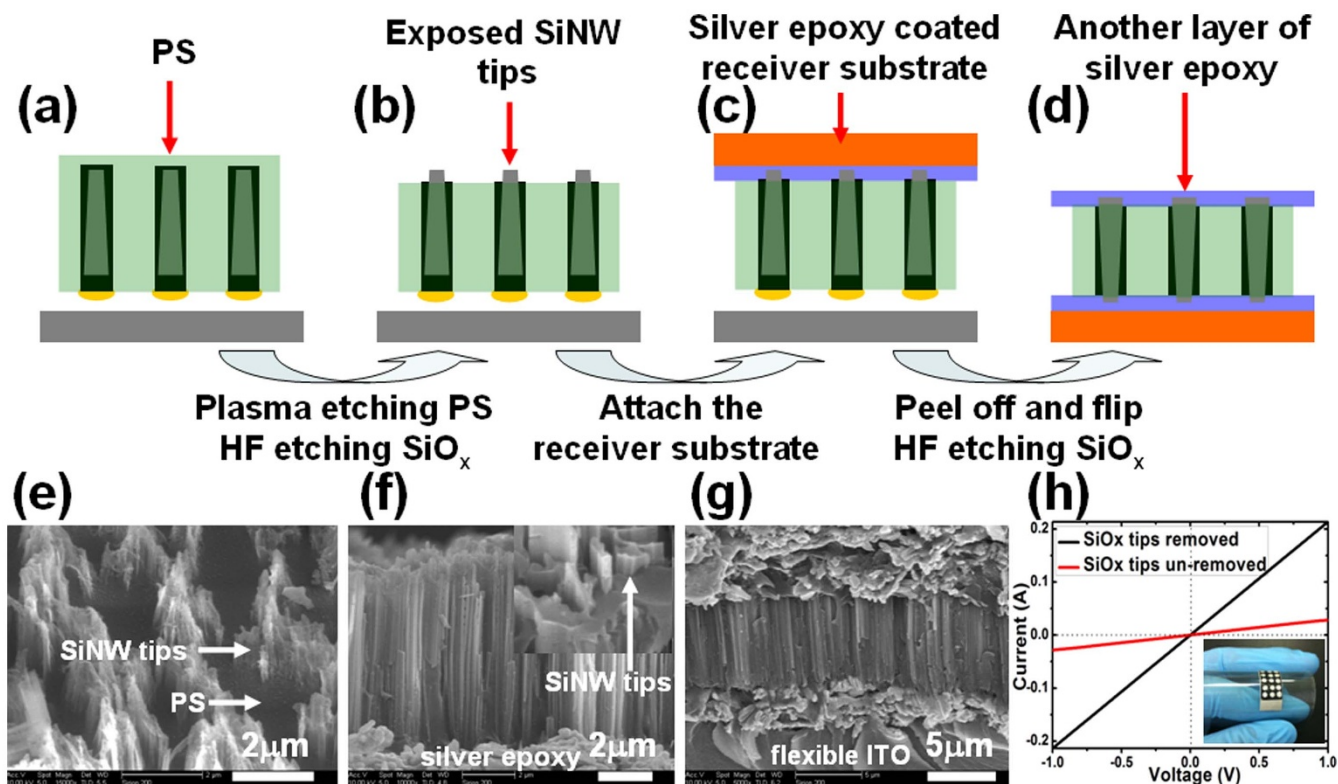 PS
Exposed SiNW
tips
Silver epoxy coated
receiver substrate
Another layer of
silver epoxy
(a)
(b)
(c)
(d)
Plasma etching PS
HF etching SiOx
Attach the
receiver substrate
Peel off and flip
HF etching SiOx
(e)
(f)
(g)
(h)
SiNW tips
PS
2μm
SiNW tips
silver epoxy
2μm
flexible ITO
5μm
SiOx tips removed
SiOx tips un-removed
Current (A)
0.2
0.1
0.0
-0.1
-0.2
-1.0 -0.5 0.0 0.5 1.0
Voltage (V)